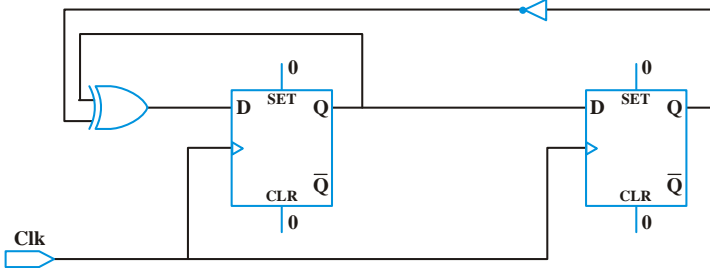 0 0
SET SET
D Q D Q
Q̅ Q̅
CLR CLR
0 0
Clk